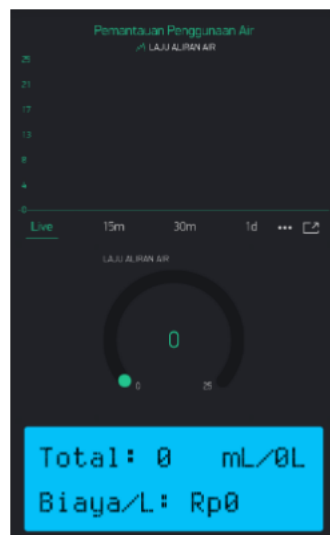 Pemantauan Penggunaan Air
LAJU ALIRAN AIR
25
21
17
13
8
4
0
Live 15m 30m 1d •••
LAJU ALIRAN AIR
0
0 25
Total: 0 mL/0L
Biaya/L: Rp0